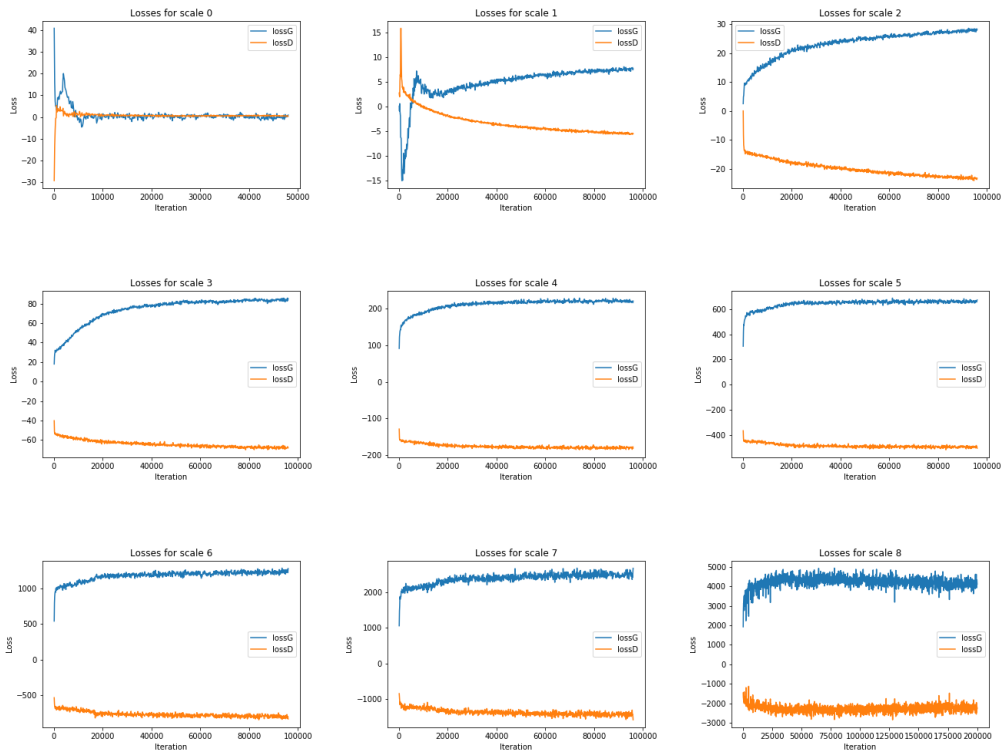 Losses for scale 0
Loss
40
30
20
10
0
−10
−20
−30
lossG
lossD
0 10000 20000 30000 40000 50000
Iteration
Losses for scale 1
Loss
15
10
5
0
−5
−10
−15
lossG
lossD
0 20000 40000 60000 80000 100000
Iteration
Losses for scale 2
Loss
30
20
10
0
−10
−20
lossG
lossD
0 20000 40000 60000 80000 100000
Iteration
Losses for scale 3
Loss
80
60
40
20
0
−20
−40
−60
lossG
lossD
0 20000 40000 60000 80000 100000
Iteration
Losses for scale 4
Loss
200
100
0
−100
−200
lossG
lossD
0 20000 40000 60000 80000 100000
Iteration
Losses for scale 5
Loss
600
400
200
0
−200
−400
lossG
lossD
0 20000 40000 60000 80000 100000
Iteration
Losses for scale 6
Loss
1000
500
0
−500
lossG
lossD
0 20000 40000 60000 80000 100000
Iteration
Losses for scale 7
Loss
2000
1000
0
−1000
lossG
lossD
0 20000 40000 60000 80000 100000
Iteration
Losses for scale 8
Loss
5000
4000
3000
2000
1000
0
−1000
−2000
−3000
lossG
lossD
0 25000 50000 75000 100000 125000 150000 175000 200000
Iteration